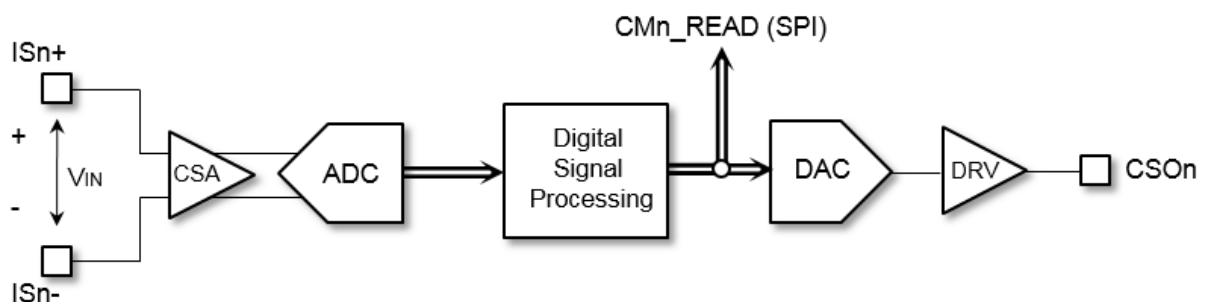 CMn_READ (SPI)
ISn+
+
VIN
-
ISn-
CSA
ADC
Digital
Signal
Processing
DAC
DRV
CSOn